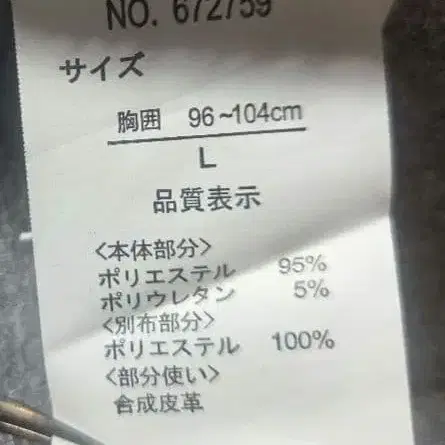 NO. 672759
サイズ
胸囲 96~104cm
L
品質表示
<本体部分>
ポリエステル 95%
ポリウレタン 5%
<別布部分>
ポリエステル 100%
<部分使い>
合成皮革